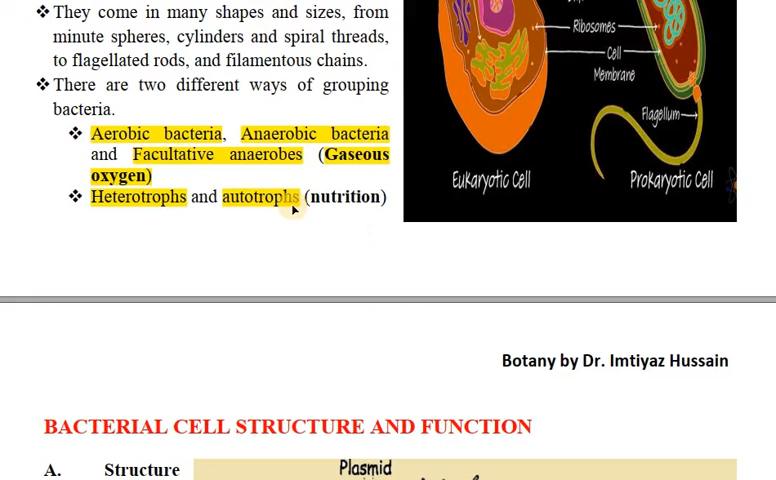 ❖ They come in many shapes and sizes, from
minute spheres, cylinders and spiral threads,
to flagellated rods, and filamentous chains.
❖ There are two different ways of grouping
bacteria.
❖ Aerobic bacteria, Anaerobic bacteria
and Facultative anaerobes (Gaseous
oxygen)
❖ Heterotrophs and autotrophs (nutrition)
Ribosomes
Cell
Membrane
Flagellum
Eukaryotic Cell
Prokaryotic Cell
Botany by Dr. Imtiyaz Hussain
BACTERIAL CELL STRUCTURE AND FUNCTION
A. Structure
Plasmid